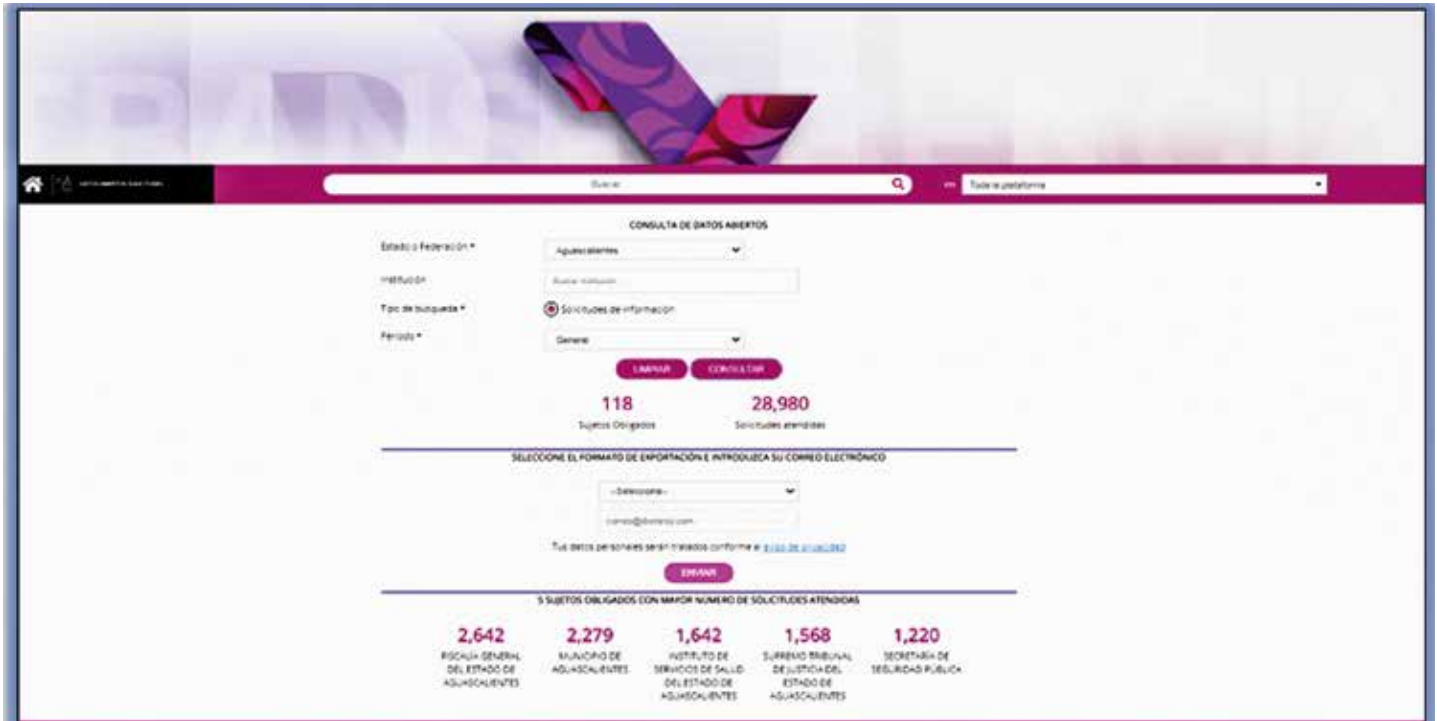 Buscar
en
Toda la plataforma
CONSULTA DE DATOS ABIERTOS
Estado o Federación *
Aguascalientes
Institución
Buscar institución
Tipo de búsqueda *
Solicitudes de información
Periodo *
General
LIMPIAR
CONSULTAR
118
28,980
Sujetos Obligados
Solicitudes atendidas
SELECCIONE EL FORMATO DE EXPORTACIÓN E INTRODUZCA SU CORREO ELECTRÓNICO
--Seleccione--
Tus datos personales serán tratados conforme al aviso de privacidad
ENVIAR
5 SUJETOS OBLIGADOS CON MAYOR NÚMERO DE SOLICITUDES ATENDIDAS
2,642
FISCALÍA GENERAL
DEL ESTADO DE
AGUASCALIENTES
2,279
MUNICIPIO DE
AGUASCALIENTES
1,642
INSTITUTO DE
SERVICIOS DE SALUD
DEL ESTADO DE
AGUASCALIENTES
1,568
SUPREMO TRIBUNAL
DE JUSTICIA DEL
ESTADO DE
AGUASCALIENTES
1,220
SECRETARÍA DE
SEGURIDAD PÚBLICA